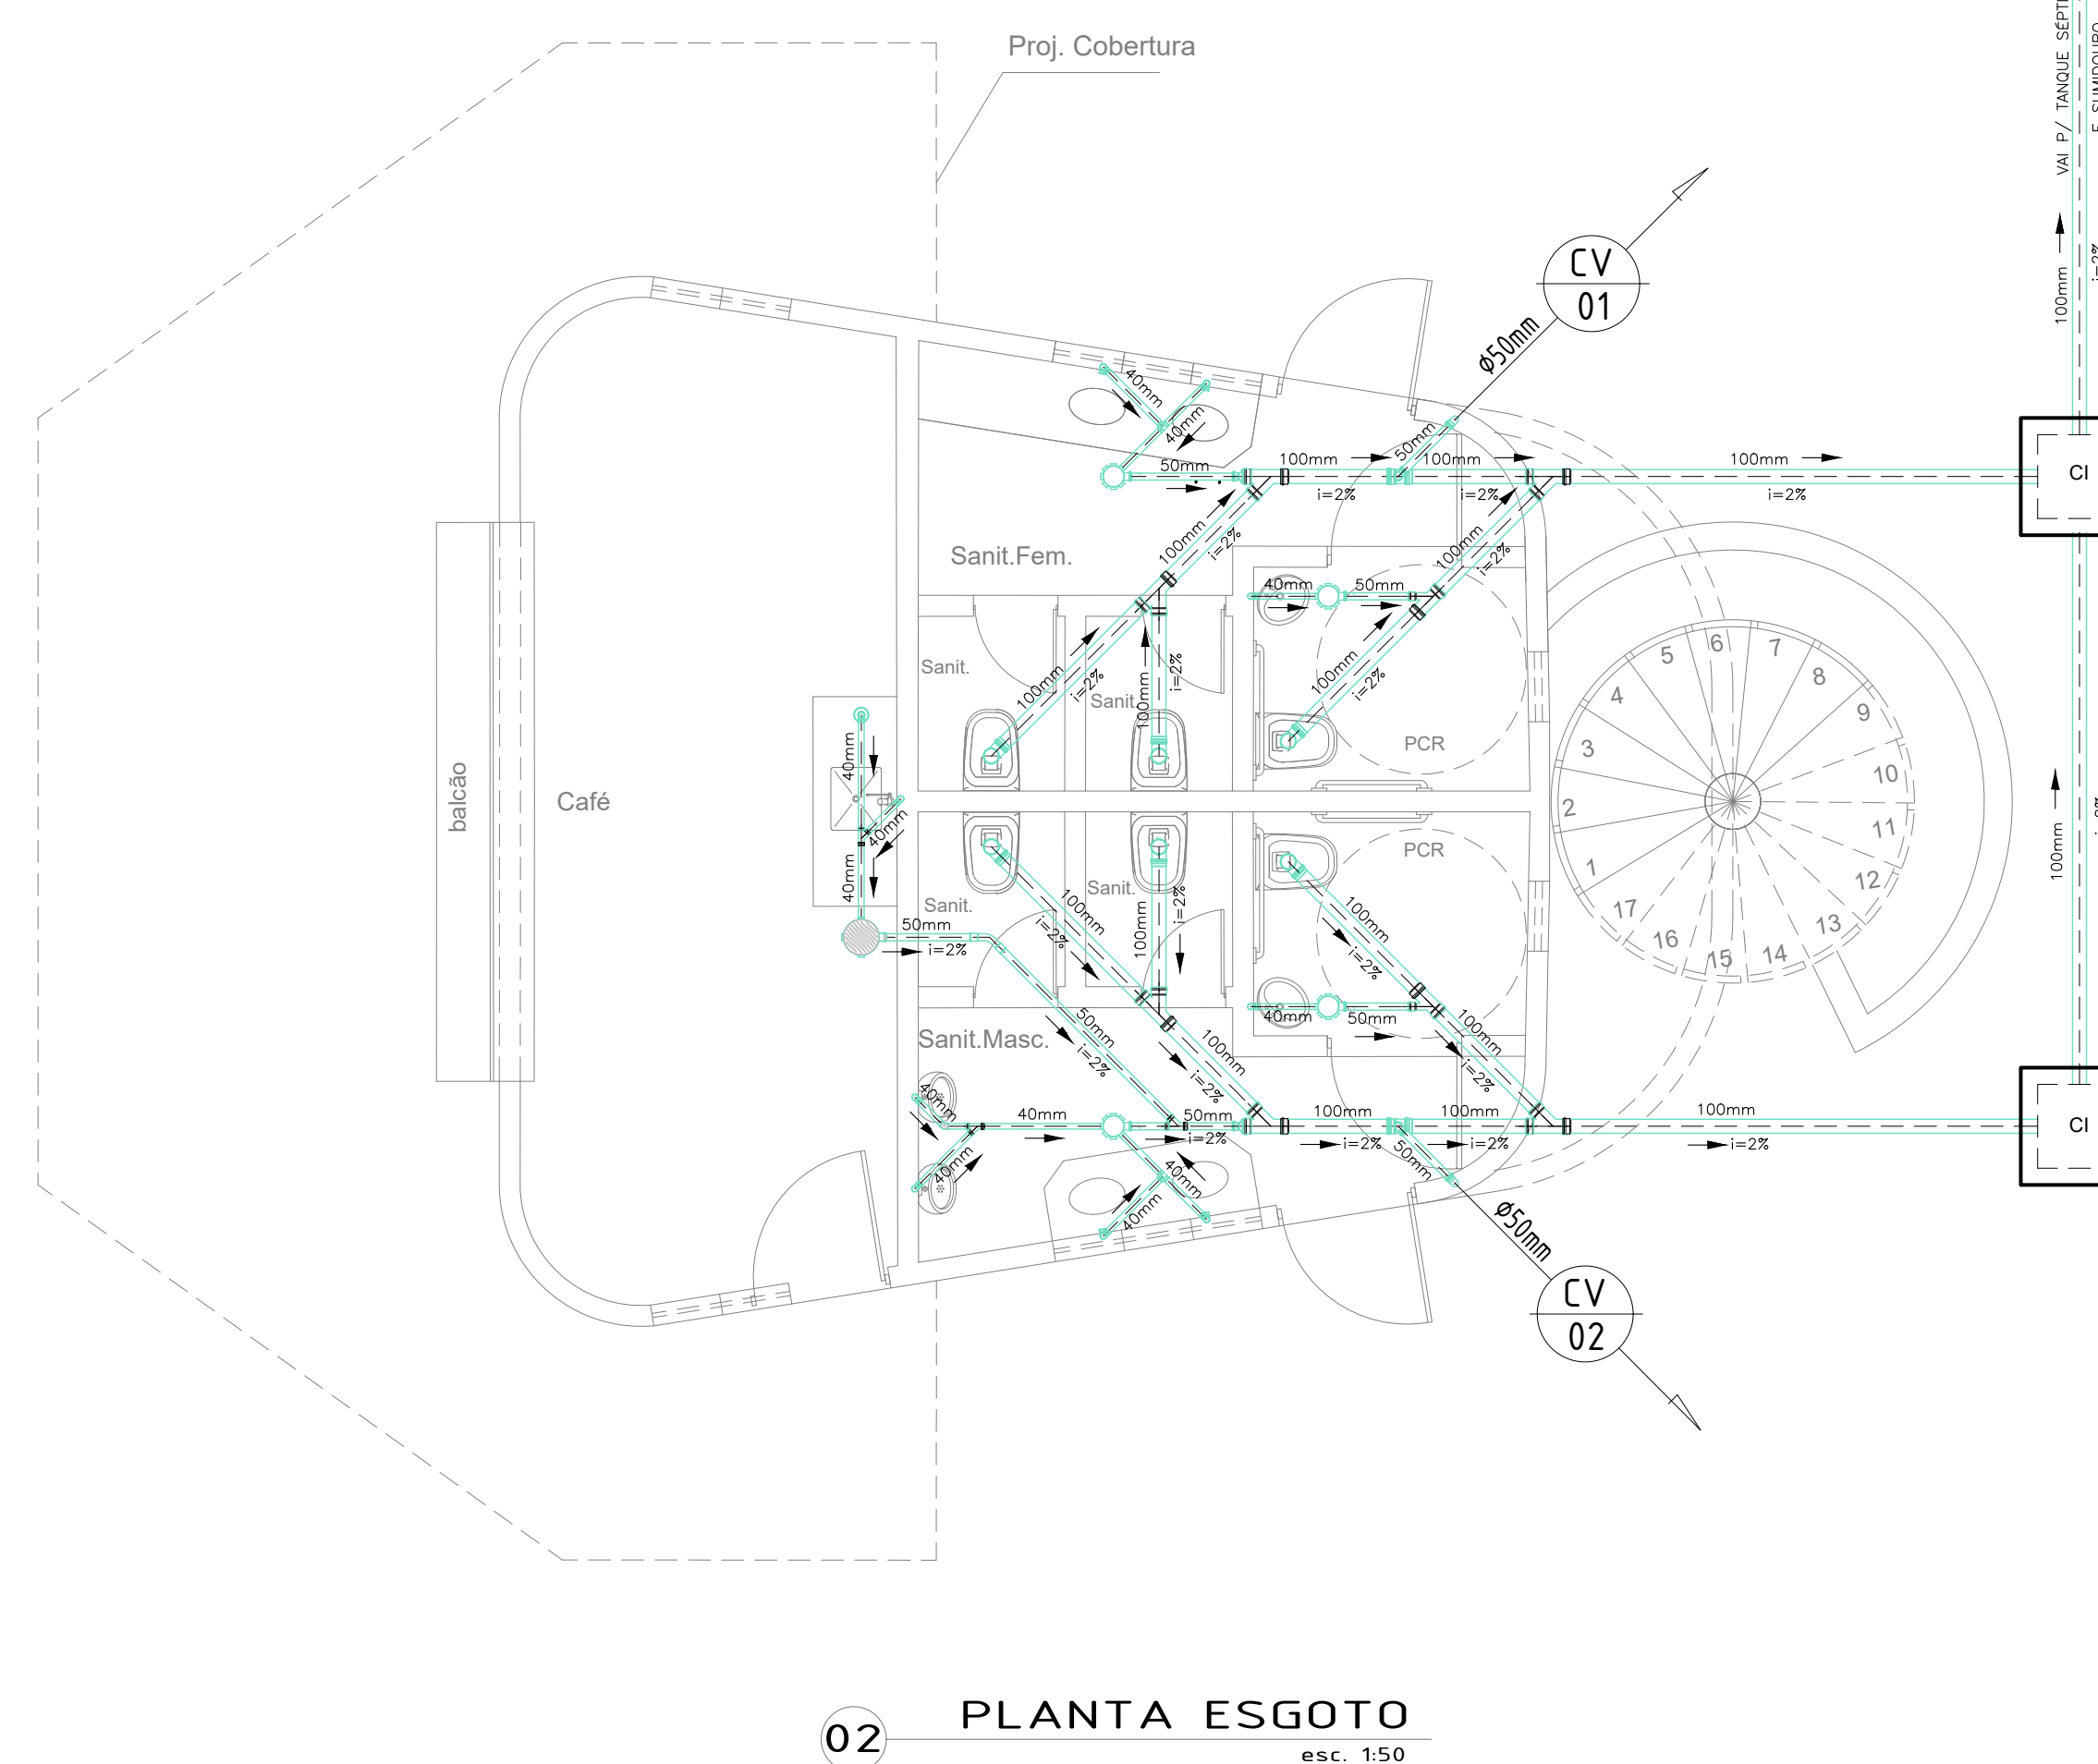 Proj. Cobertura
VAI P/ TANQUE SÉPT
E SUMIDOURO
100mm
i=2%
CV
01
ø50mm
40mm
40mm
50mm
100mm
i=2%
50mm
100mm
i=2%
100mm
i=2%
CI
Sanit.Fem.
100mm
i=2%
100mm
i=2%
40mm
50mm
Sanit.
100mm
i=2%
Sanit.
100mm
i=2%
100mm
i=2%
PCR
1
2
3
4
5
6
7
8
9
10
11
12
13
14
15
16
17
balcão
Café
40mm
40mm
40mm
100mm
50mm
i=2%
Sanit.
100mm
i=2%
Sanit.
100mm
i=2%
PCR
100mm
i=2%
40mm
50mm
Sanit.Masc.
50mm
i=2%
100mm
i=2%
100mm
i=2%
40mm
40mm
40mm
50mm
i=2%
100mm
i=2%
100mm
i=2%
100mm
i=2%
CI
40mm
40mm
50mm
ø50mm
CV
02
02
PLANTA ESGOTO
esc. 1:50